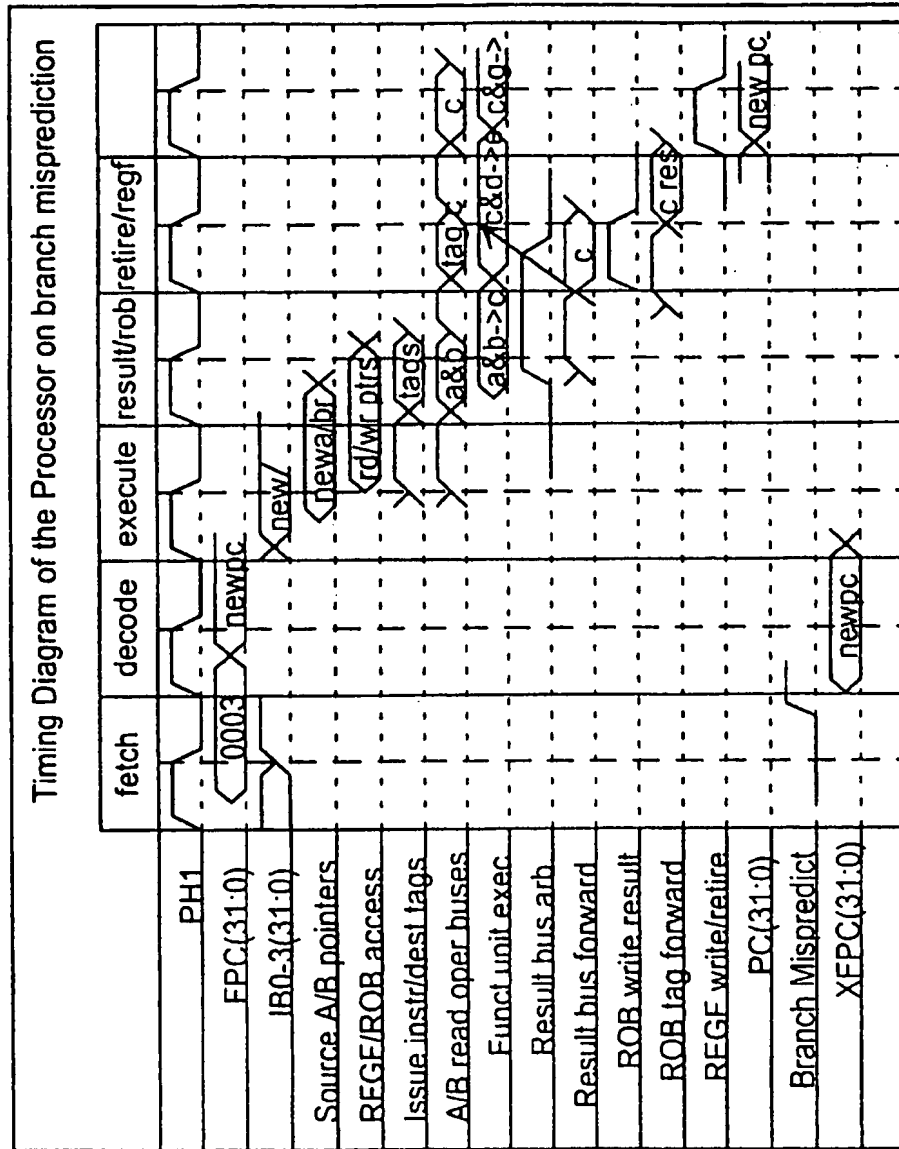 Timing Diagram of the Processor on branch misprediction
fetch decode execute result/rob retire/regf
PH1
FPC(31:0) 0003 newpc
IR0-3(31:0) new/
Source A/B pointers newa/br
REGF/ROB access rd/wr ptrs
Issue instr/dest tags tags
A/B read oper buses a&b tag c c
Funct unit exec a&b->c c&d->e c&g->
Result bus arb
Result bus forward c
ROB write result
ROB tag forward c res
REGF write/retire
PC(31:0) new pc
Branch Mispredict
XFPC(31:0) newpc